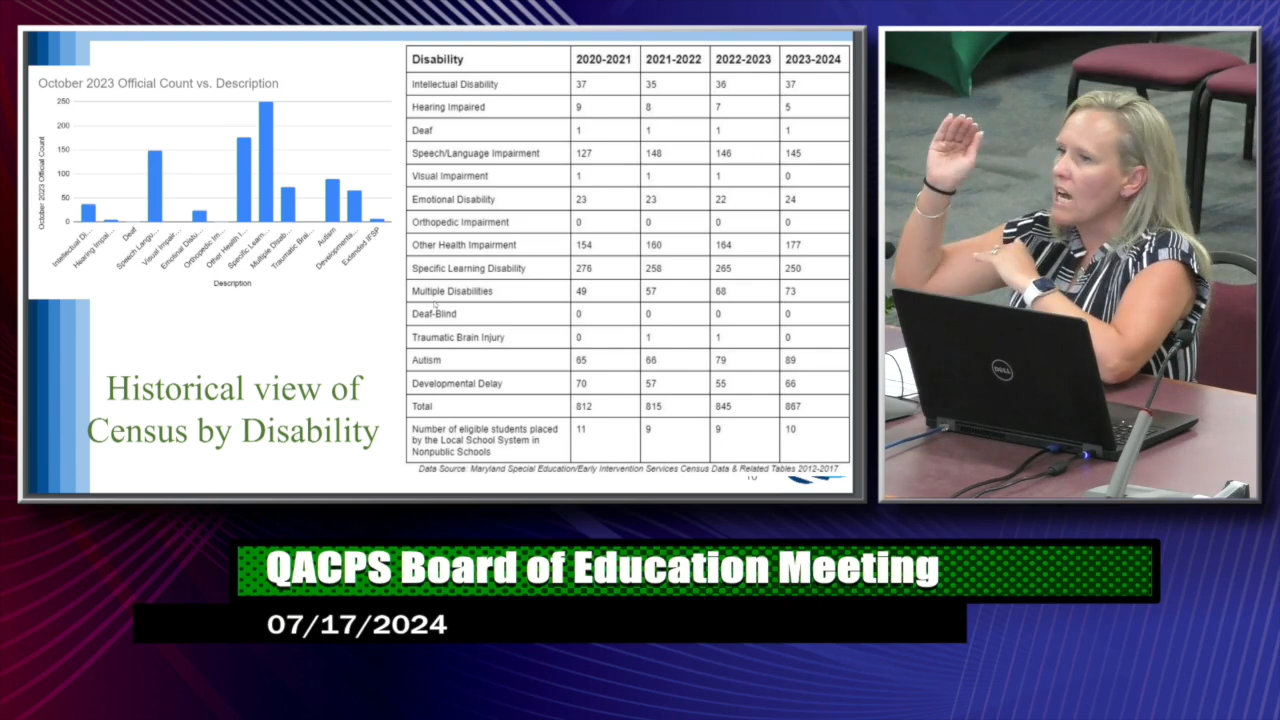 October 2023 Official Count vs. Description
October 2023 Official Count
250
200
150
100
50
0
Intellectual Di...
Hearing Impai...
Deaf
Speech Langu...
Visual Impair...
Emotional Distu...
Orthopedic Im...
Other Health I...
Specific Learn...
Multiple Disab...
Traumatic Brai...
Autism
Developmenta...
Extended IFSP
Description
Historical view of
Census by Disability
Disability 2020-2021 2021-2022 2022-2023 2023-2024
Intellectual Disability 37 35 36 37
Hearing Impaired 9 8 7 5
Deaf 1 1 1 1
Speech/Language Impairment 127 148 146 145
Visual Impairment 1 1 1 0
Emotional Disability 23 23 22 24
Orthopedic Impairment 0 0 0 0
Other Health Impairment 154 160 164 177
Specific Learning Disability 276 258 265 250
Multiple Disabilities 49 57 68 73
Deaf-Blind 0 0 0 0
Traumatic Brain Injury 0 1 1 0
Autism 65 66 79 89
Developmental Delay 70 57 55 66
Total 812 815 845 867
Number of eligible students placed 11 9 9 10
by the Local School System in
Nonpublic Schools
Data Source: Maryland Special Education/Early Intervention Services Census Data & Related Tables 2012-2017
DELL
QACPS Board of Education Meeting
07/17/2024